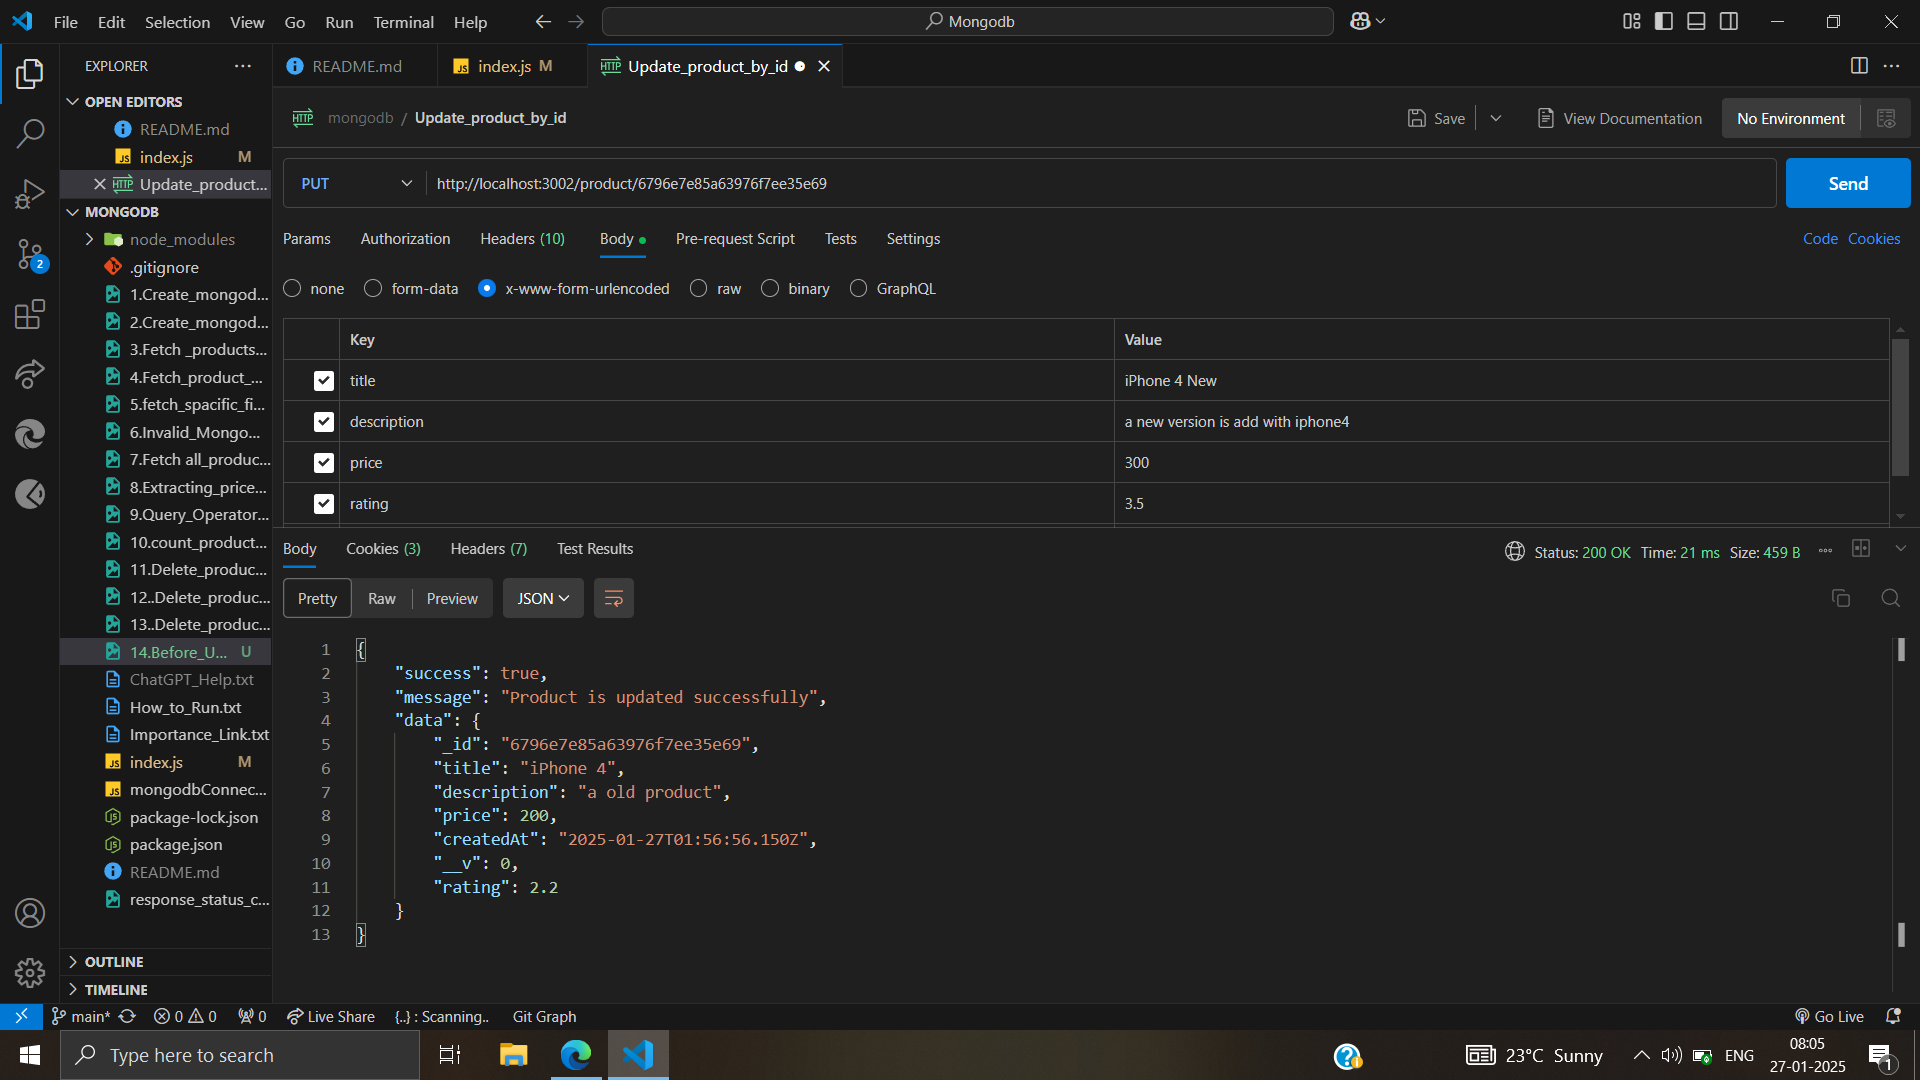 File Edit Selection View Go Run Terminal Help
Mongodb
EXPLORER
OPEN EDITORS
README.md
index.js M
Update_product...
MONGODB
node_modules
.gitignore
1.Create_mongod...
2.Create_mongod...
3.Fetch _products...
4.Fetch_product_...
5.fetch_spacific_fi...
6.Invalid_Mongo...
7.Fetch all_produc...
8.Extracting_price...
9.Query_Operator...
10.count_product...
11.Delete_produc...
12..Delete_produc...
13..Delete_produc...
14.Before_U... U
ChatGPT_Help.txt
How_to_Run.txt
Importance_Link.txt
index.js M
mongodbConnec...
package-lock.json
package.json
README.md
response_status_c...
OUTLINE
TIMELINE
2
README.md
index.js M
HTTP Update_product_by_id
HTTP mongodb / Update_product_by_id
Save
View Documentation
No Environment
PUT
http://localhost:3002/product/6796e7e85a63976f7ee35e69
Send
Params Authorization Headers (10) Body Pre-request Script Tests Settings
Code Cookies
none form-data x-www-form-urlencoded raw binary GraphQL
Key Value
title iPhone 4 New
description a new version is add with iphone4
price 300
rating 3.5
Body Cookies (3) Headers (7) Test Results
Status: 200 OK Time: 21 ms Size: 459 B
Pretty Raw Preview JSON
1 {
2 "success": true,
3 "message": "Product is updated successfully",
4 "data": {
5 "_id": "6796e7e85a63976f7ee35e69",
6 "title": "iPhone 4",
7 "description": "a old product",
8 "price": 200,
9 "createdAt": "2025-01-27T01:56:56.150Z",
10 "__v": 0,
11 "rating": 2.2
12 }
13 }
main* 0 0 0 Live Share {..} : Scanning.. Git Graph
Go Live
Type here to search
23°C Sunny
ENG
08:05
27-01-2025
1